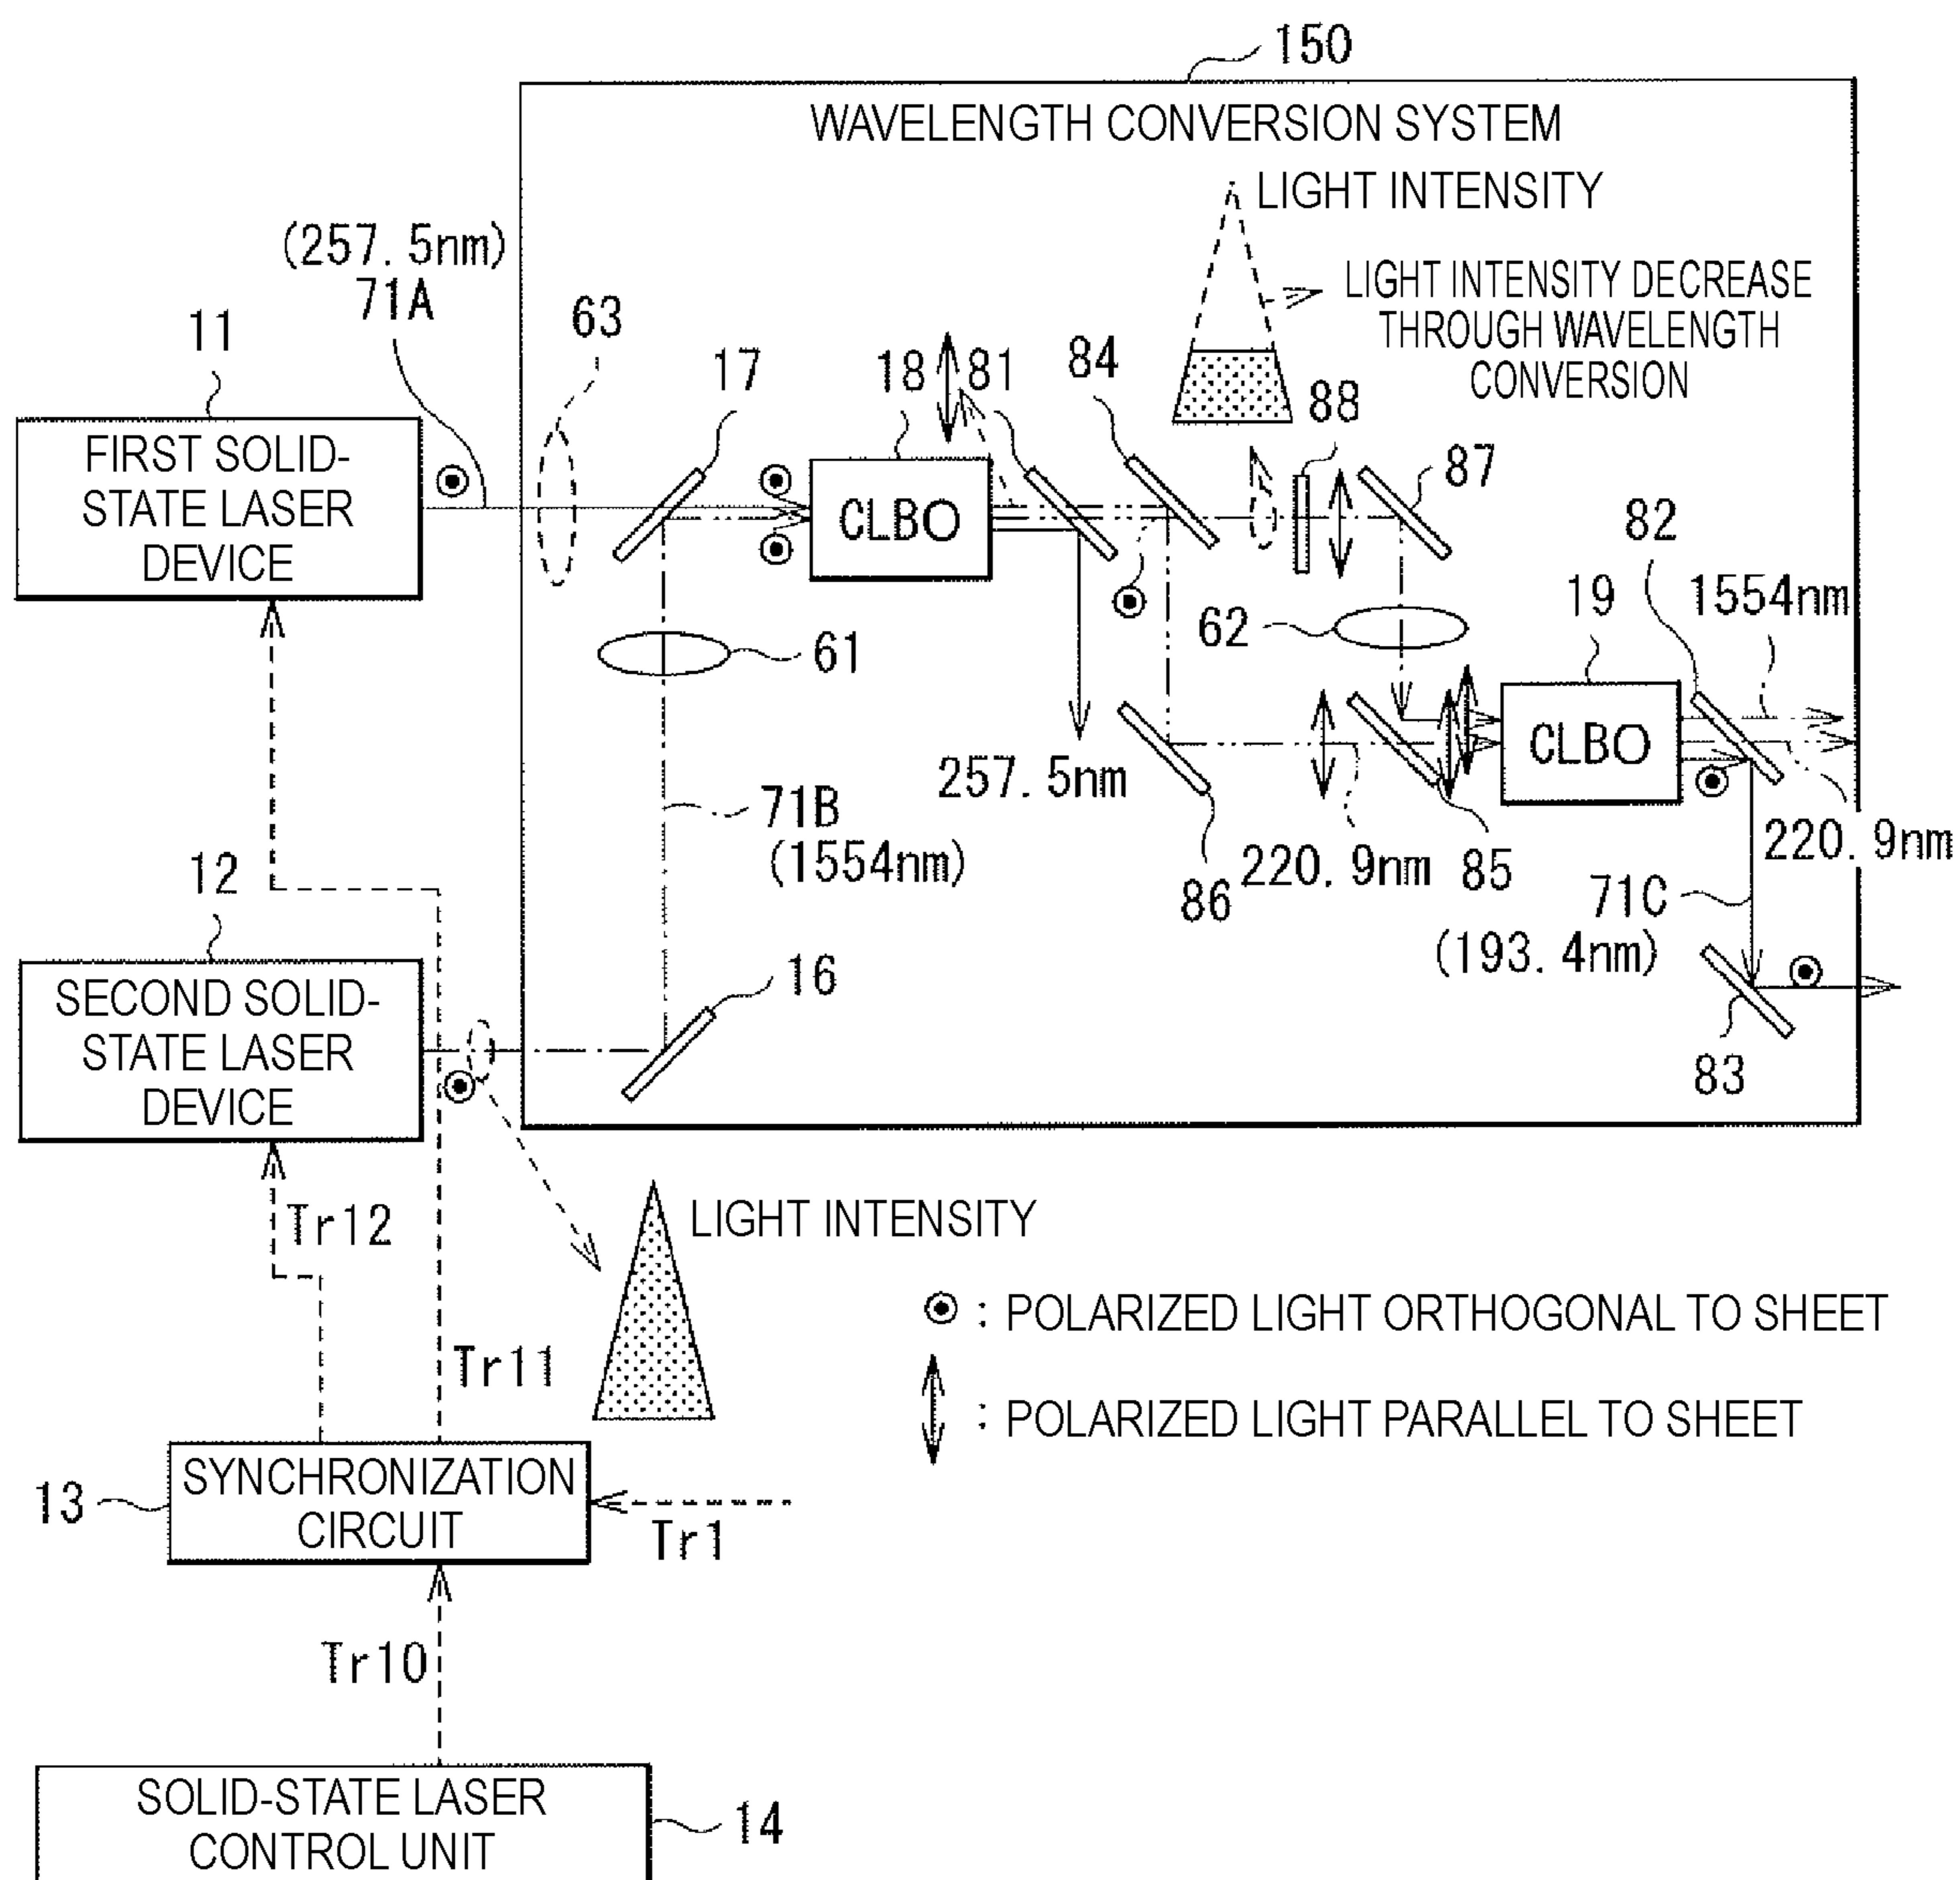 150
WAVELENGTH CONVERSION SYSTEM
LIGHT INTENSITY
LIGHT INTENSITY DECREASE
THROUGH WAVELENGTH
CONVERSION
(257.5nm)
71A
63
11
17
18
81
84
88
87
FIRST SOLID-
STATE LASER
DEVICE
CLBO
82
62
19
1554nm
61
CLBO
257.5nm
71B
(1554nm)
86
220.9nm
85
220.9nm
71C
(193.4nm)
12
16
83
SECOND SOLID-
STATE LASER
DEVICE
Tr12
LIGHT INTENSITY
: POLARIZED LIGHT ORTHOGONAL TO SHEET
Tr11
: POLARIZED LIGHT PARALLEL TO SHEET
13
SYNCHRONIZATION
CIRCUIT
Tr1
Tr10
SOLID-STATE LASER
CONTROL UNIT
14